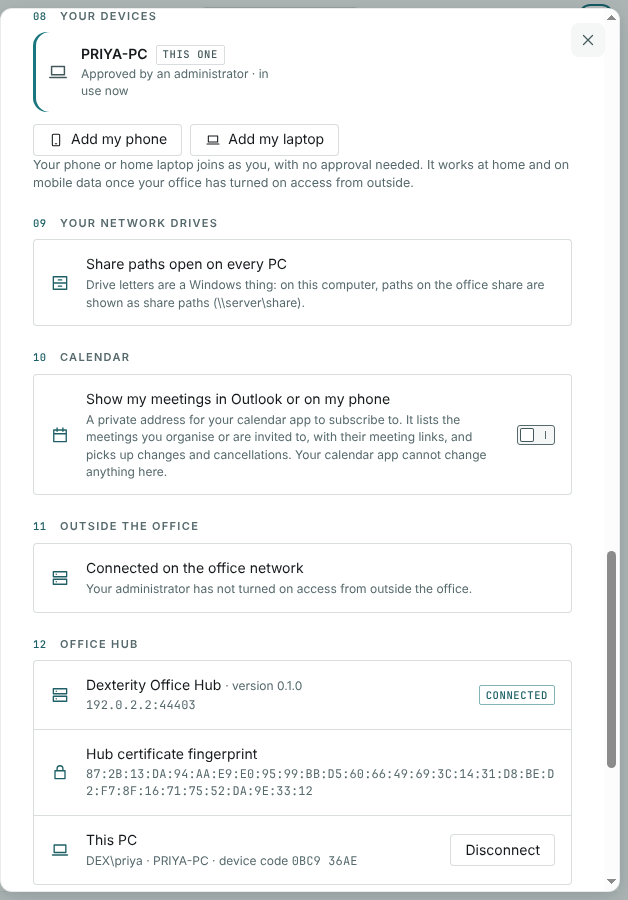 08 YOUR DEVICES
PRIYA-PC THIS ONE
Approved by an administrator · in
use now
Add my phone Add my laptop
Your phone or home laptop joins as you, with no approval needed. It works at home and on
mobile data once your office has turned on access from outside.
09 YOUR NETWORK DRIVES
Share paths open on every PC
Drive letters are a Windows thing: on this computer, paths on the office share are
shown as share paths (\\server\share).
10 CALENDAR
Show my meetings in Outlook or on my phone
A private address for your calendar app to subscribe to. It lists the
meetings you organise or are invited to, with their meeting links, and
picks up changes and cancellations. Your calendar app cannot change
anything here.
11 OUTSIDE THE OFFICE
Connected on the office network
Your administrator has not turned on access from outside the office.
12 OFFICE HUB
Dexterity Office Hub · version 0.1.0
192.0.2.2:44403
CONNECTED
Hub certificate fingerprint
87:2B:13:DA:94:AA:E9:E0:95:99:BB:D5:60:66:49:69:3C:14:31:D8:BE:D
2:F7:8F:16:71:75:52:DA:9E:33:12
This PC
DEX\priya · PRIYA-PC · device code 0BC9 36AE
Disconnect